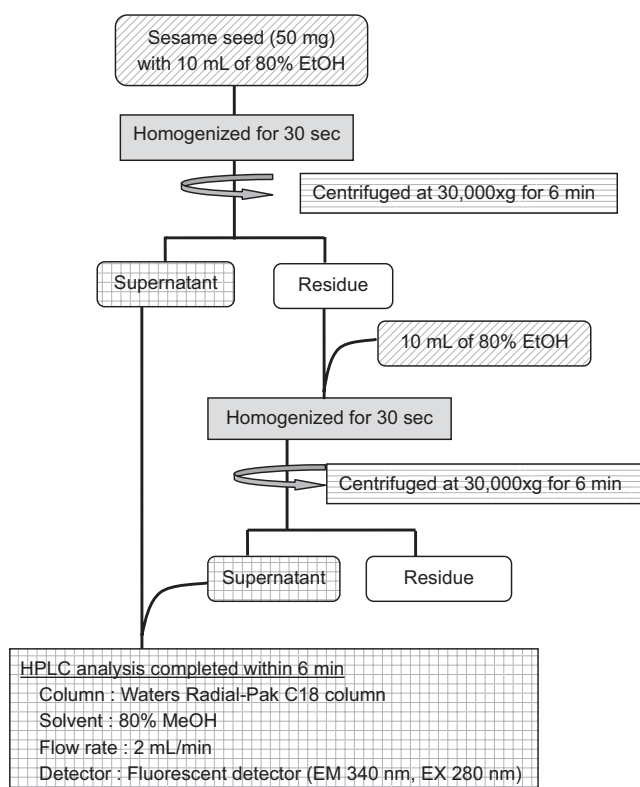 Sesame seed (50 mg)
with 10 mL of 80% EtOH
Homogenized for 30 sec
Centrifuged at 30,000xg for 6 min
Supernatant
Residue
10 mL of 80% EtOH
Homogenized for 30 sec
Centrifuged at 30,000xg for 6 min
Supernatant
Residue
HPLC analysis completed within 6 min
Column : Waters Radial-Pak C18 column
Solvent : 80% MeOH
Flow rate : 2 mL/min
Detector : Fluorescent detector (EM 340 nm, EX 280 nm)